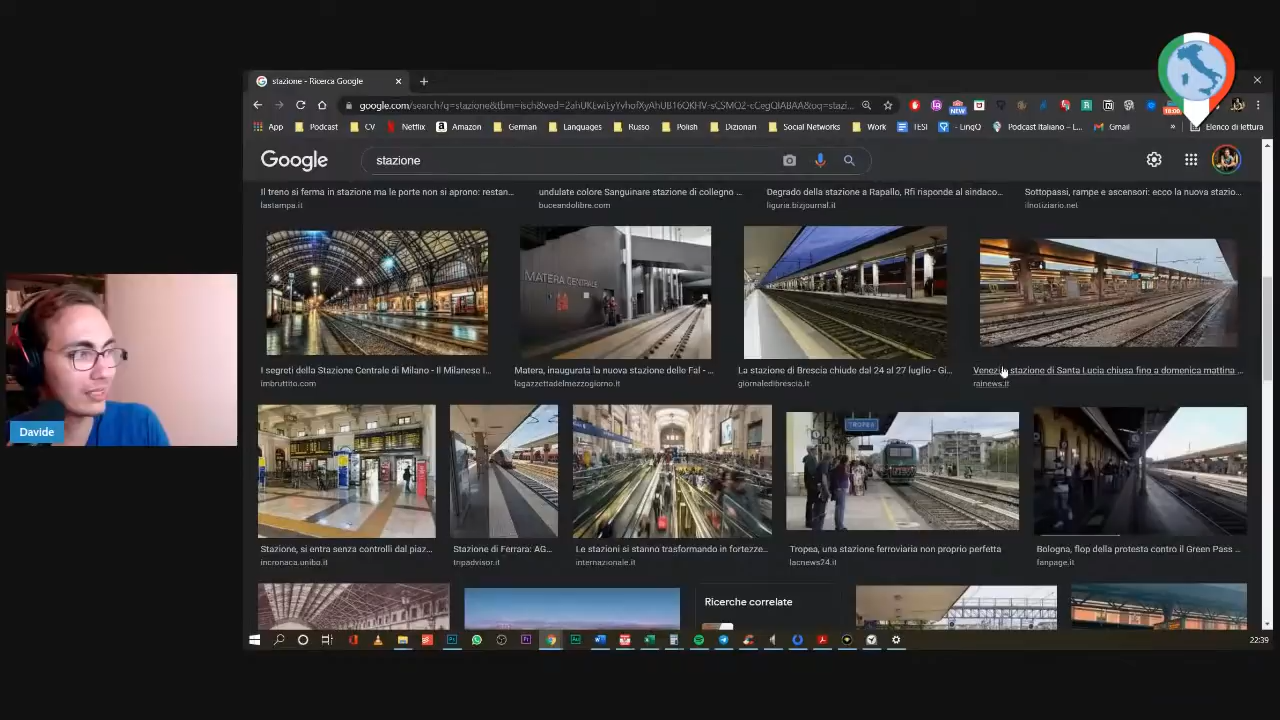 stazione - Ricerca Google
google.com/search?q=stazione&tbm=isch&ved=
App
Podcast
CV
Netflix
Amazon
German
Languages
Russo
Polish
Dizionari
Social Networks
Work
TESI
- LinqQ
Podcast Italiano – L...
Gmail
»
Elenco di lettura
NEW
Google
stazione
Il treno si ferma in stazione ma le porte non si aprono: restan...
lastampa.it
undulate colore Sanguinare stazione di collegno ...
buceandolibre.com
Degrado della stazione a Rapallo, Rfi risponde al sindaco...
liguria.bizjournal.it
Sottopassi, rampe e ascensori: ecco la nuova stazio...
ilnotiziario.net
MATERA CENTRALE
I segreti della Stazione Centrale di Milano - Il Milanese I...
imbruttito.com
Matera, inaugurata la nuova stazione delle Fal - ...
lagazzettadelmezzogiorno.it
La stazione di Brescia chiude dal 24 al 27 luglio - Gi...
giornaledibrescia.it
Venezia, stazione di Santa Lucia chiusa fino a domenica mattina ...
rainews.it
Davide
TROPEA
Stazione, si entra senza controlli dal piaz...
incronaca.unibo.it
Stazione di Ferrara: AG...
tripadvisor.it
Le stazioni si stanno trasformando in fortezze...
internazionale.it
Tropea, una stazione ferroviaria non proprio perfetta
lacnews24.it
Bologna, flop della protesta contro il Green Pass ...
fanpage.it
Ricerche correlate
22:39